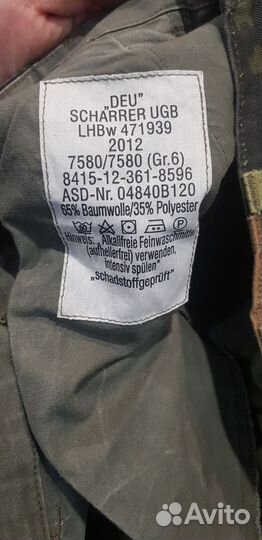 „DEU"
SCHARRER UGB
LHBw 471939
2012
7580/7580 (Gr.6)
8415-12-361-8596
ASD-Nr. 04840B120
65% Baumwolle/35% Polyester
Hinweis: „Alkalifreie Feinwaschmittel
(aufhellerfrei) verwenden,
intensiv spülen"
„schadstoffgeprüft"
Avito